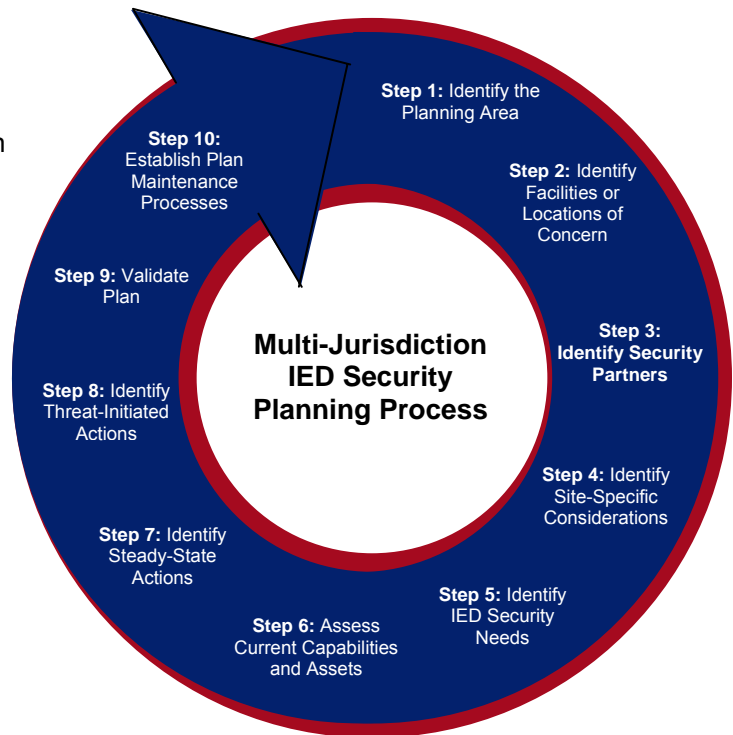 Step 1: Identify the
Planning Area
Step 2: Identify
Facilities or
Locations of
Concern
Step 3:
Identify Security
Partners
Step 4: Identify
Site-Specific
Considerations
Step 5: Identify
IED Security
Needs
Step 6: Assess
Current Capabilities
and Assets
Step 7: Identify
Steady-State
Actions
Step 8: Identify
Threat-Initiated
Actions
Step 9: Validate
Plan
Step 10:
Establish Plan
Maintenance
Processes
Multi-Jurisdiction
IED Security
Planning Process